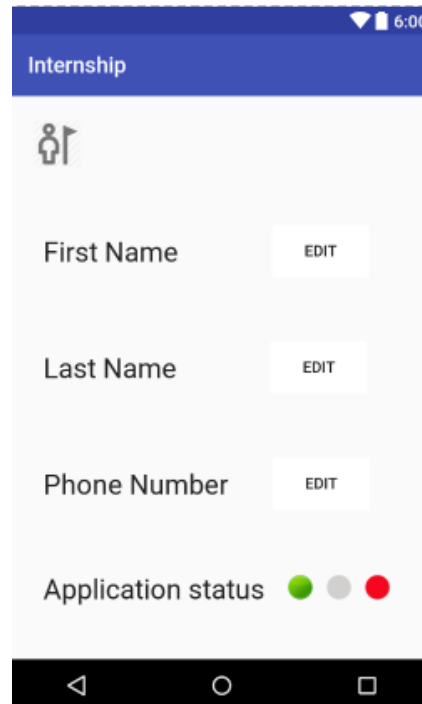 6:00
Internship
First Name EDIT
Last Name EDIT
Phone Number EDIT
Application status